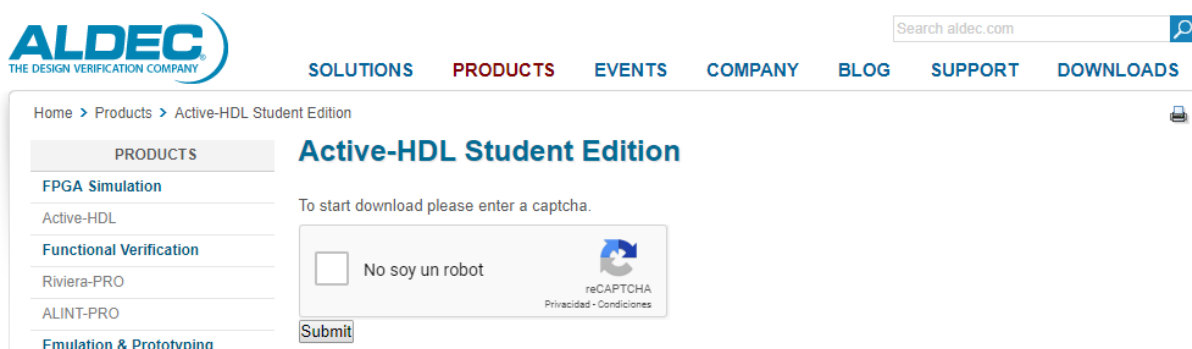 ALDEC
THE DESIGN VERIFICATION COMPANY
Search aldec.com
SOLUTIONS PRODUCTS EVENTS COMPANY BLOG SUPPORT DOWNLOADS
Home > Products > Active-HDL Student Edition
PRODUCTS
FPGA Simulation
Active-HDL
Functional Verification
Riviera-PRO
ALINT-PRO
Emulation & Prototyping
Active-HDL Student Edition
To start download please enter a captcha.
No soy un robot
reCAPTCHA
Privacidad - Condiciones
Submit